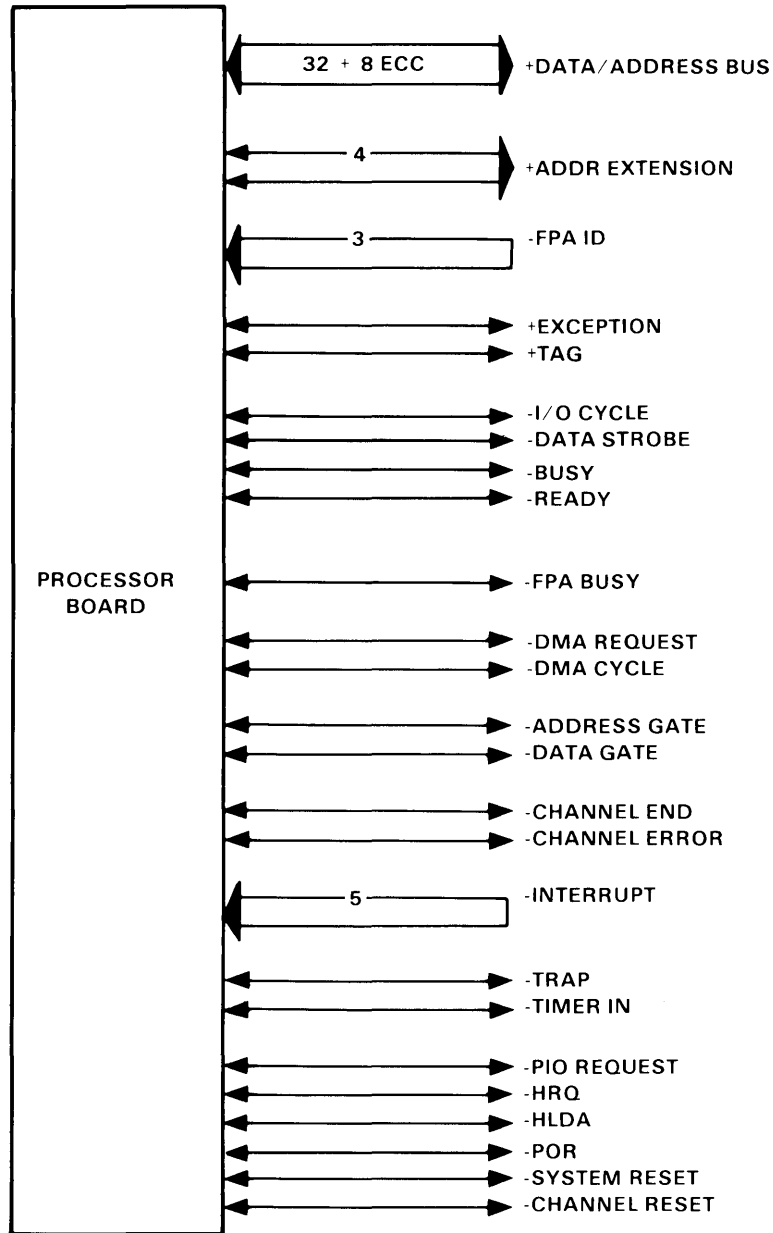 32 + 8 ECC +DATA/ADDRESS BUS
4 +ADDR EXTENSION
3 -FPA ID
+EXCEPTION
+TAG
-I/O CYCLE
-DATA STROBE
-BUSY
-READY
PROCESSOR
BOARD
-FPA BUSY
-DMA REQUEST
-DMA CYCLE
-ADDRESS GATE
-DATA GATE
-CHANNEL END
-CHANNEL ERROR
5 -INTERRUPT
-TRAP
-TIMER IN
-PIO REQUEST
-HRQ
-HLDA
-POR
-SYSTEM RESET
-CHANNEL RESET